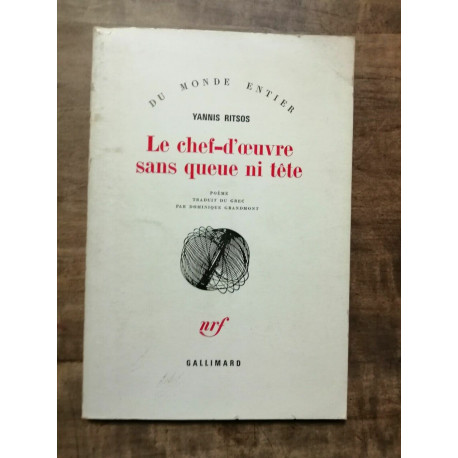 DU MONDE ENTIER
YANNIS RITSOS
Le chef-d'œuvre
sans queue ni tête
POÈME
TRADUIT DU GREC
PAR DOMINIQUE GRANDMONT
nrf
GALLIMARD